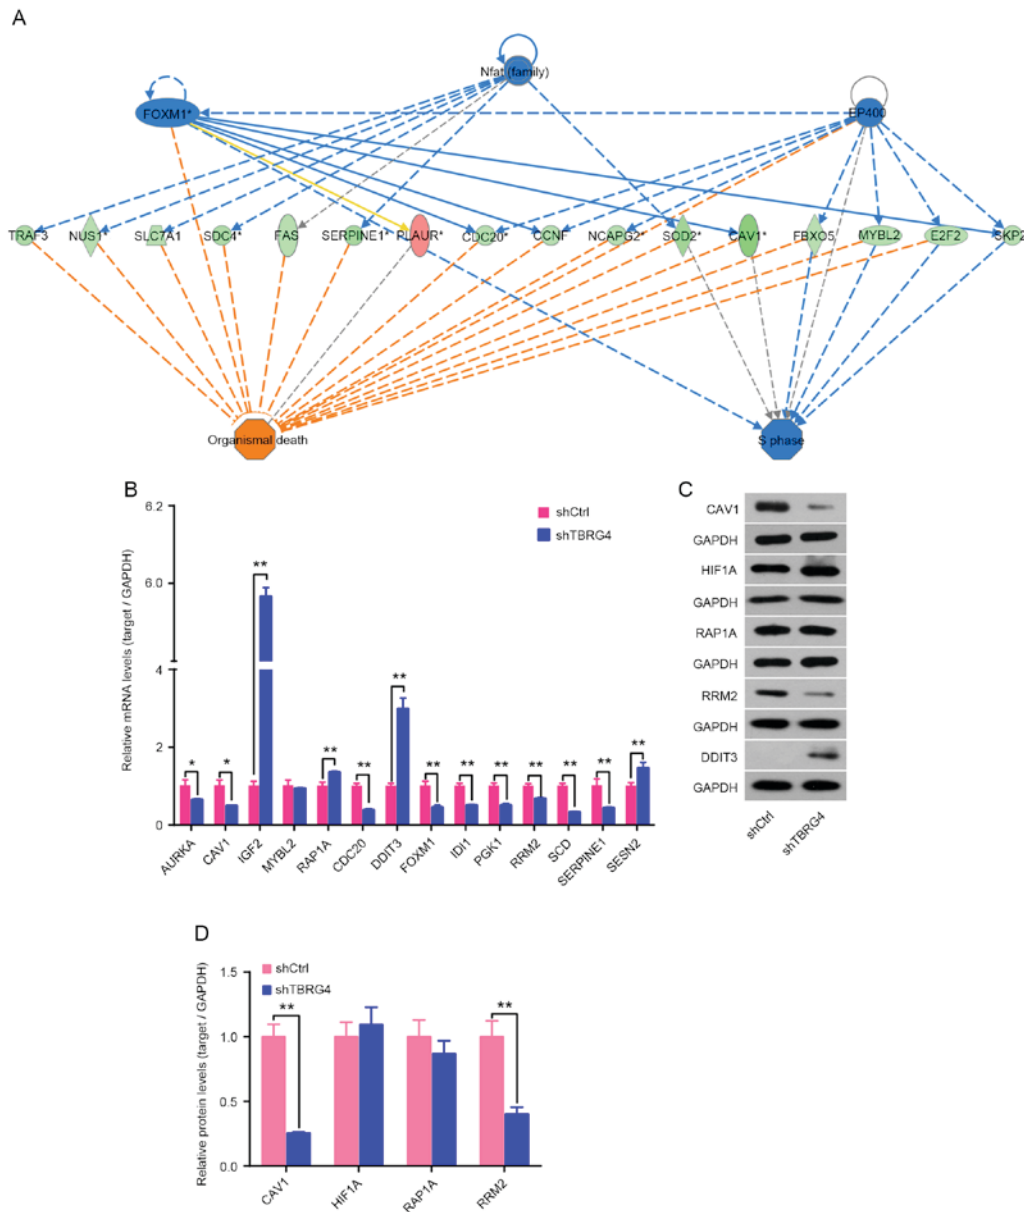 A
Nfat (family)
FOXM1*
EP400
TRAF3 NUS1* SLC7A1 SDC4* FAS SERPINE1* PLAUR* CDC20* CCNF NCAPG2* SOD2* CAV1* FBXO5 MYBL2 E2F2 SKP2
Organismal death
S phase
B
Relative mRNA levels (target / GAPDH)
6.2
6.0
4
2
1
0
shCtrl
shTBRG4
** ** ** ** ** ** ** ** ** ** * *
AURKA CAV1 IGF2 MYBL2 RAP1A CDC20 DDIT3 FOXM1 IDI1 PGK1 RRM2 SCD SERPINE1 SESN2
C
CAV1
GAPDH
HIF1A
GAPDH
RAP1A
GAPDH
RRM2
GAPDH
DDIT3
GAPDH
shCtrl shTBRG4
D
Relative protein levels (target / GAPDH)
1.5
1.0
0.5
0.0
shCtrl
shTBRG4
** **
CAV1 HIF1A RAP1A RRM2